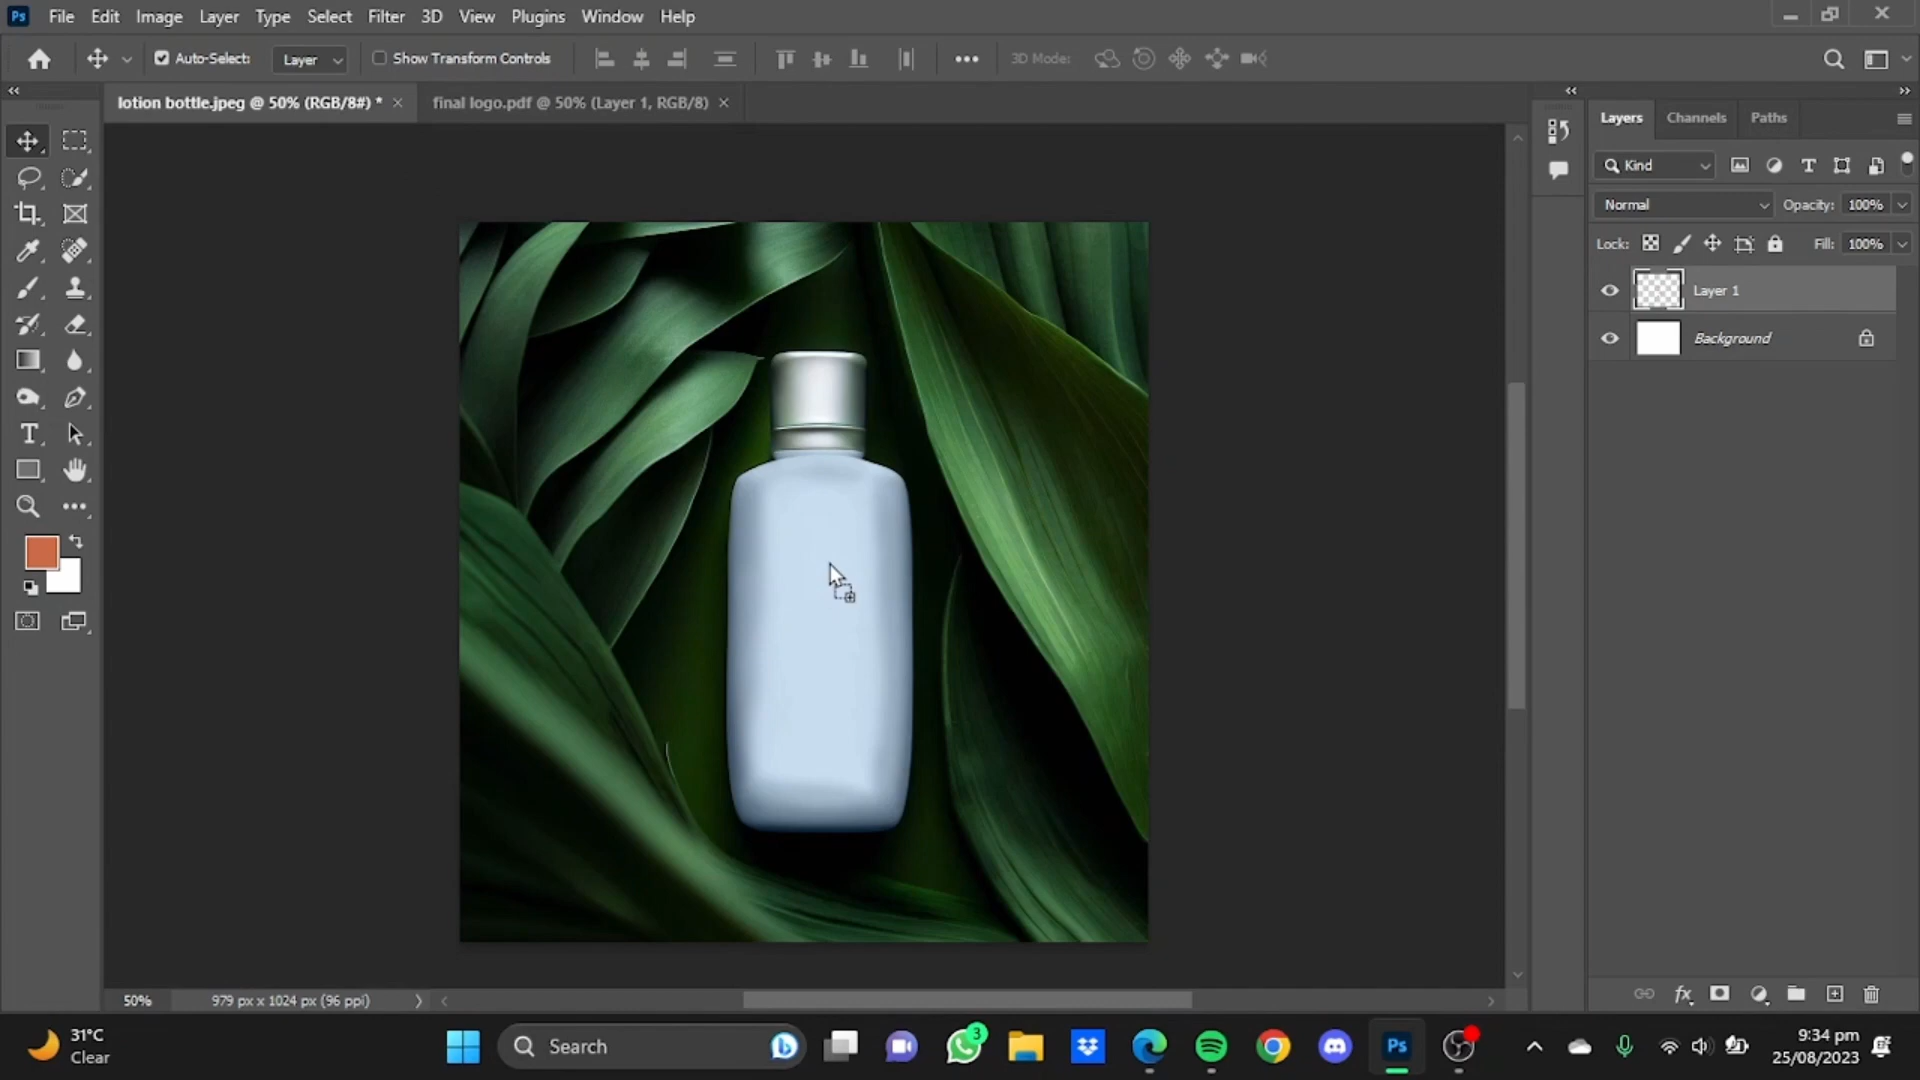 Ps File Edit Image Layer Type Select Filter 3D View Plugins Window Help
Auto-Select: Layer Show Transform Controls 3D Mode:
lotion bottle.jpeg @ 50% (RGB/8#) * final logo.pdf @ 50% (Layer 1, RGB/8)
Layers Channels Paths
Kind
Normal Opacity: 100%
Lock: Fill: 100%
Layer 1
Background
50% 979 px x 1024 px (96 ppi)
31°C
Clear
Search
3
Ps
9:34 pm
25/08/2023